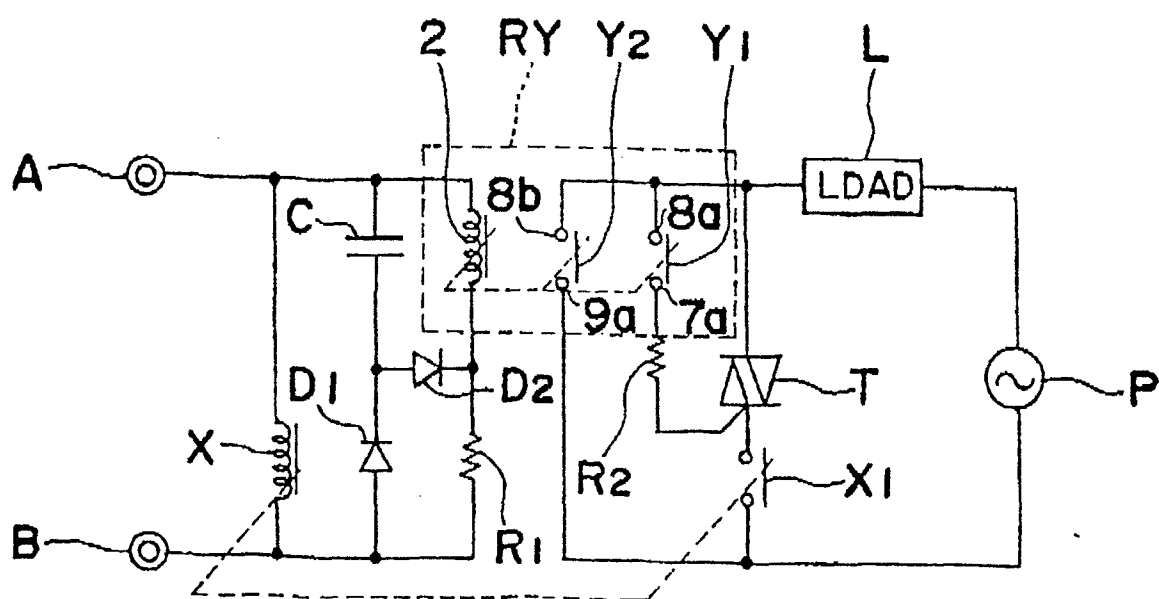 2 RY Y2 Y1 L
A
8b 8a LDAD
C
9a 7a
D1 D2 T P
X R2 X1
B R1